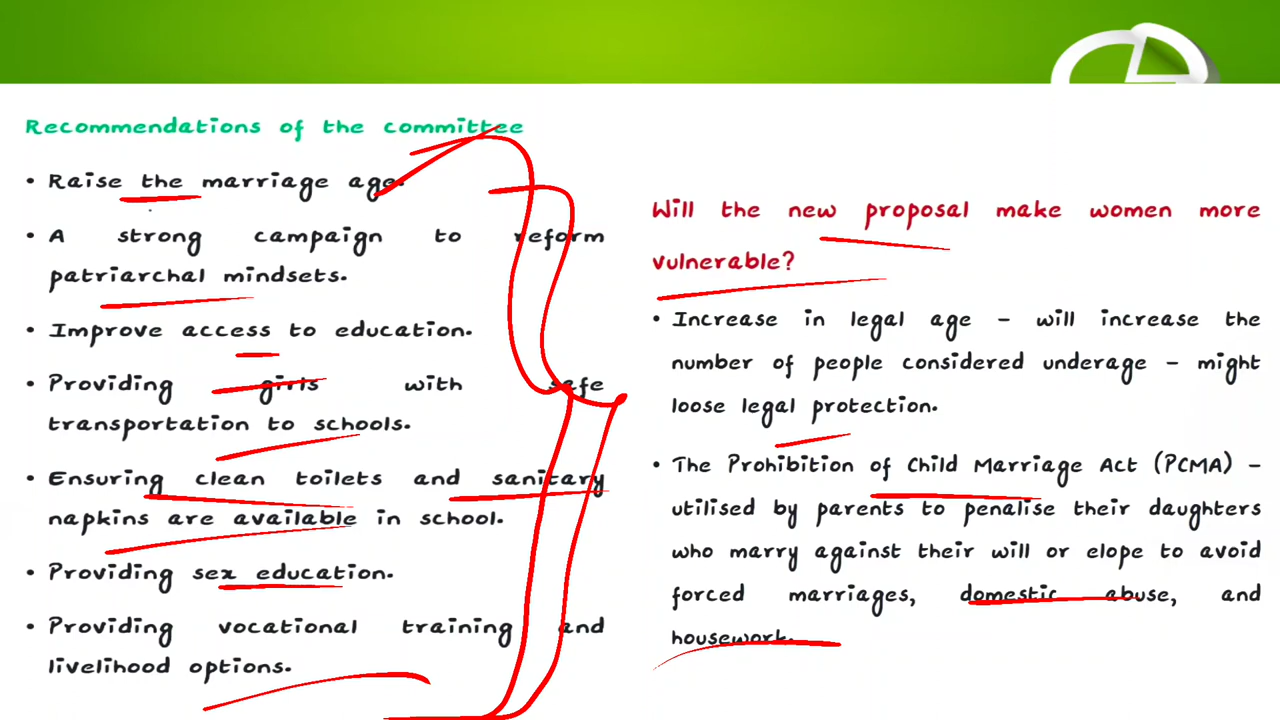 Recommendations of the committee
• Raise the marriage age.
• A strong campaign to reform
patriarchal mindsets.
• Improve access to education.
• Providing girls with safe
transportation to schools.
• Ensuring clean toilets and sanitary
napkins are available in school.
• Providing sex education.
• Providing vocational training and
livelihood options.
Will the new proposal make women more
vulnerable?
• Increase in legal age - will increase the
number of people considered underage - might
loose legal protection.
• The Prohibition of Child Marriage Act (PCMA) -
utilised by parents to penalise their daughters
who marry against their will or elope to avoid
forced marriages, domestic abuse, and
housework.